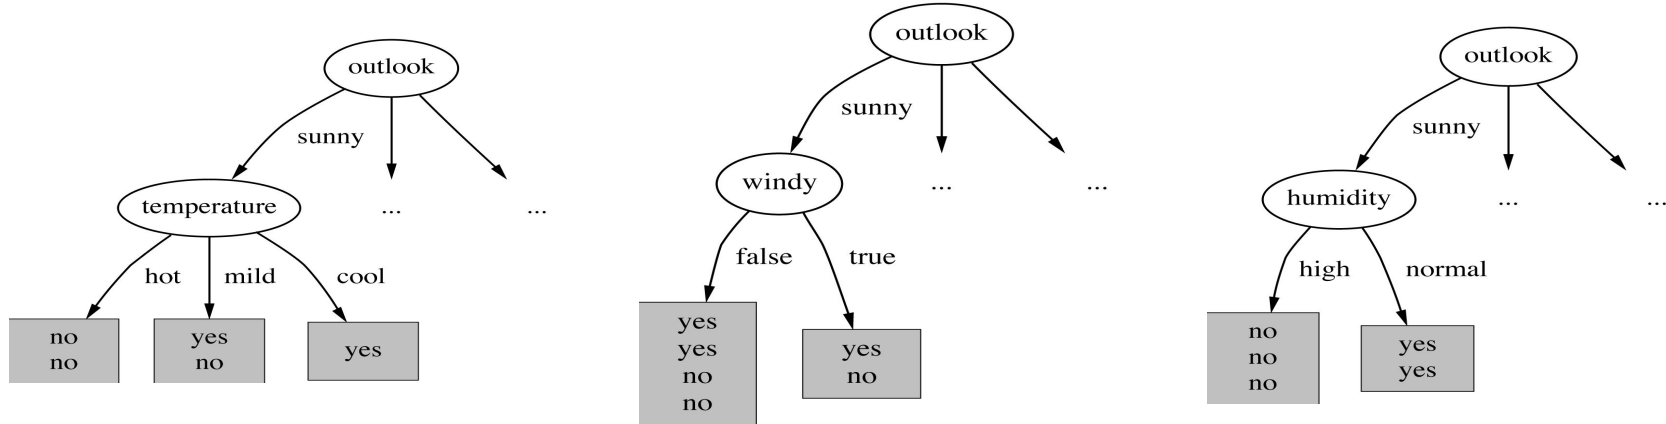 outlook
sunny
temperature
...
...
hot
mild
cool
no
no
yes
no
yes
outlook
sunny
windy
...
...
false
true
yes
yes
no
no
yes
no
outlook
sunny
humidity
...
...
high
normal
no
no
no
yes
yes